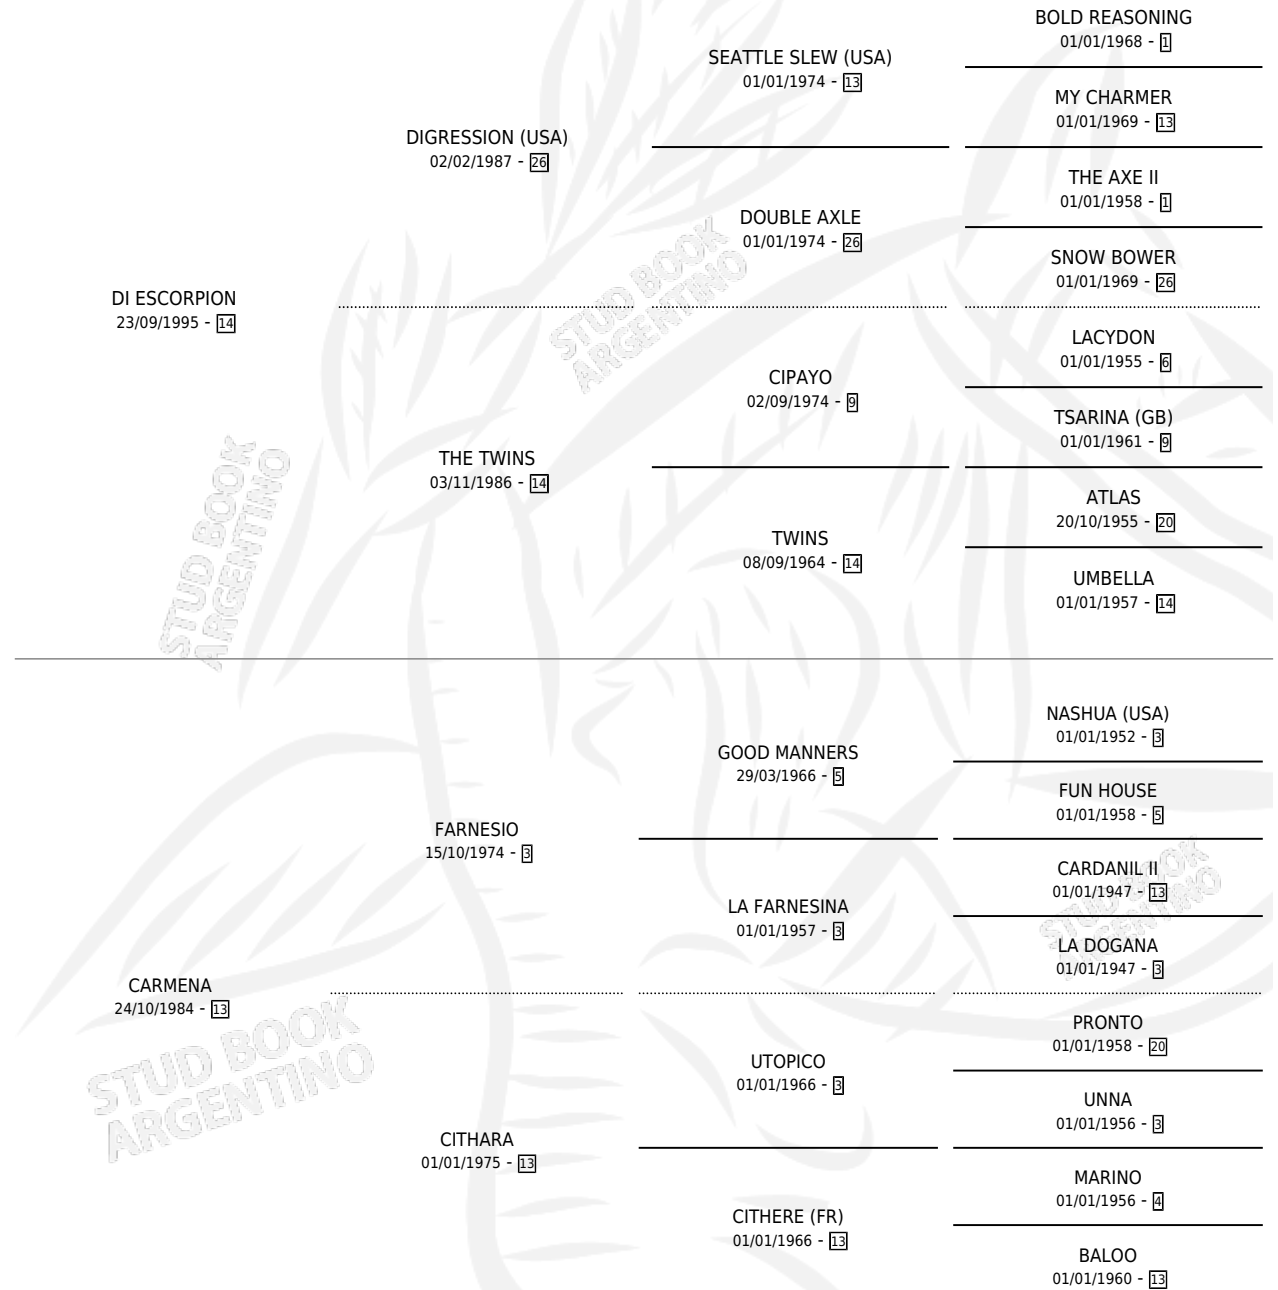 BOLD REASONING
01/01/1968 - 1
SEATTLE SLEW (USA)
01/01/1974 - 13
MY CHARMER
01/01/1969 - 13
DIGRESSION (USA)
02/02/1987 - 26
THE AXE II
01/01/1958 - 1
DOUBLE AXLE
01/01/1974 - 26
SNOW BOWER
01/01/1969 - 26
DI ESCORPION
23/09/1995 - 14
LACYDON
01/01/1955 - 6
CIPAYO
02/09/1974 - 9
TSARINA (GB)
01/01/1961 - 9
THE TWINS
03/11/1986 - 14
ATLAS
20/10/1955 - 20
TWINS
08/09/1964 - 14
UMBELLA
01/01/1957 - 14
NASHUA (USA)
01/01/1952 - 3
GOOD MANNERS
29/03/1966 - 5
FUN HOUSE
01/01/1958 - 5
FARNESIO
15/10/1974 - 3
CARDANIL II
01/01/1947 - 13
LA FARNESINA
01/01/1957 - 3
LA DOGANA
01/01/1947 - 3
CARMENA
24/10/1984 - 13
PRONTO
01/01/1958 - 20
UTOPICO
01/01/1966 - 3
UNNA
01/01/1956 - 3
CITHARA
01/01/1975 - 13
MARINO
01/01/1956 - 4
CITHERE (FR)
01/01/1966 - 13
BALOO
01/01/1960 - 13
STUD BOOK
ARGENTINO
STUD BOOK
ARGENTINO
STUD BOOK
ARGENTINO
STUD BOOK
ARGENTINO